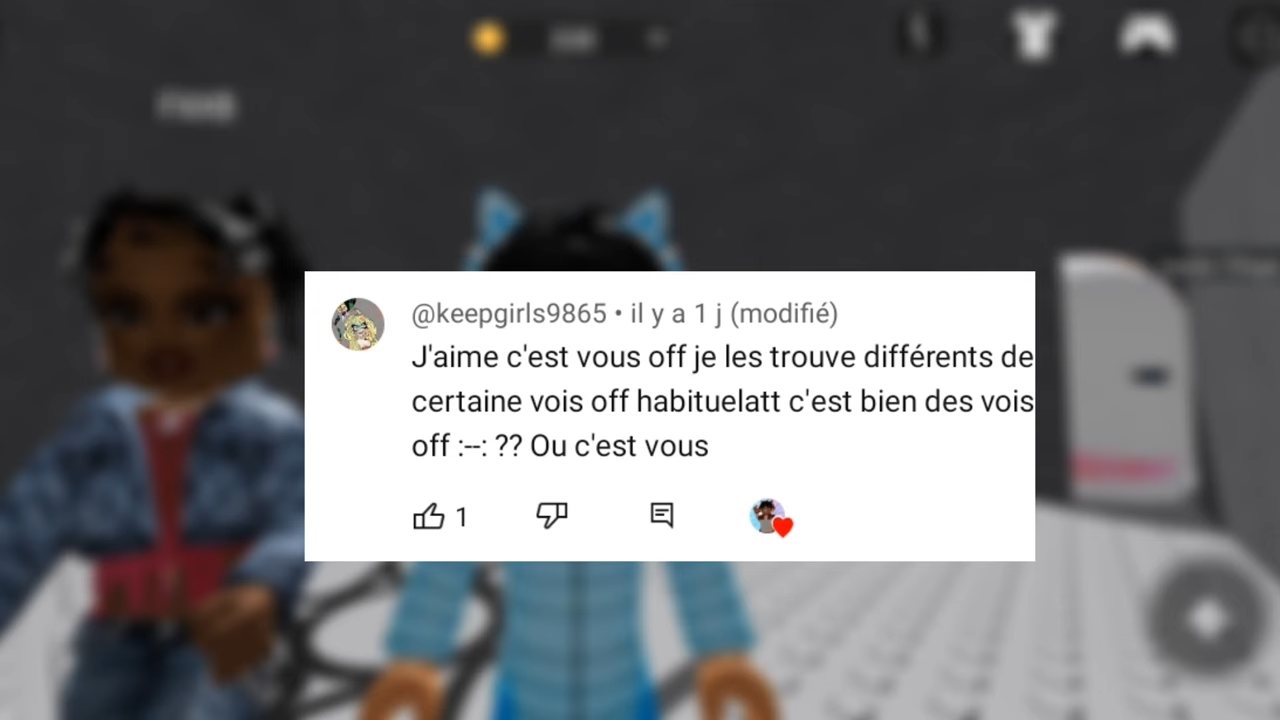 @keepgirls9865 • il y a 1 j (modifié)
J'aime c'est vous off je les trouve différents de
certaine vois off habituelatt c'est bien des vois
off :--: ?? Ou c'est vous
1